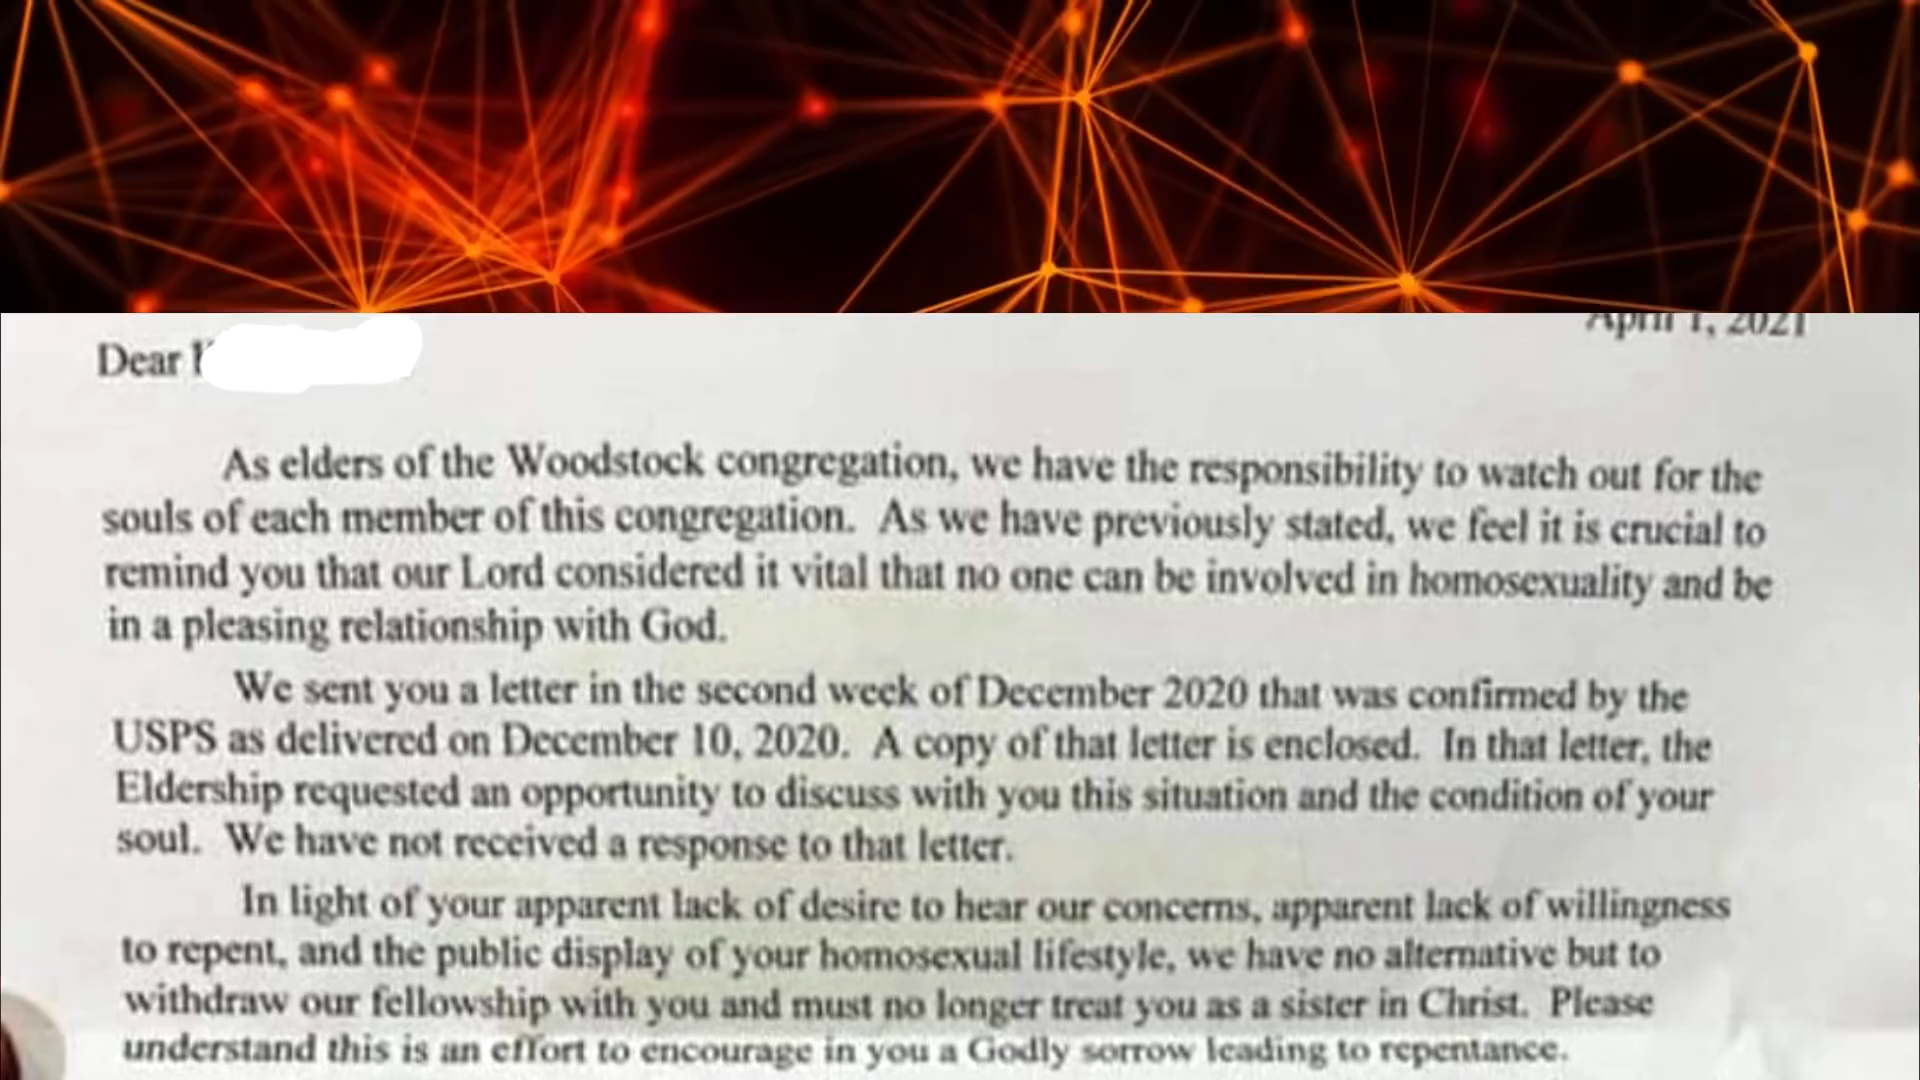 April 1, 2021
Dear
As elders of the Woodstock congregation, we have the responsibility to watch out for the
souls of each member of this congregation. As we have previously stated, we feel it is crucial to
remind you that our Lord considered it vital that no one can be involved in homosexuality and be
in a pleasing relationship with God.
We sent you a letter in the second week of December 2020 that was confirmed by the
USPS as delivered on December 10, 2020. A copy of that letter is enclosed. In that letter, the
Eldership requested an opportunity to discuss with you this situation and the condition of your
soul. We have not received a response to that letter.
In light of your apparent lack of desire to hear our concerns, apparent lack of willingness
to repent, and the public display of your homosexual lifestyle, we have no alternative but to
withdraw our fellowship with you and must no longer treat you as a sister in Christ. Please
understand this is an effort to encourage in you a Godly sorrow leading to repentance.